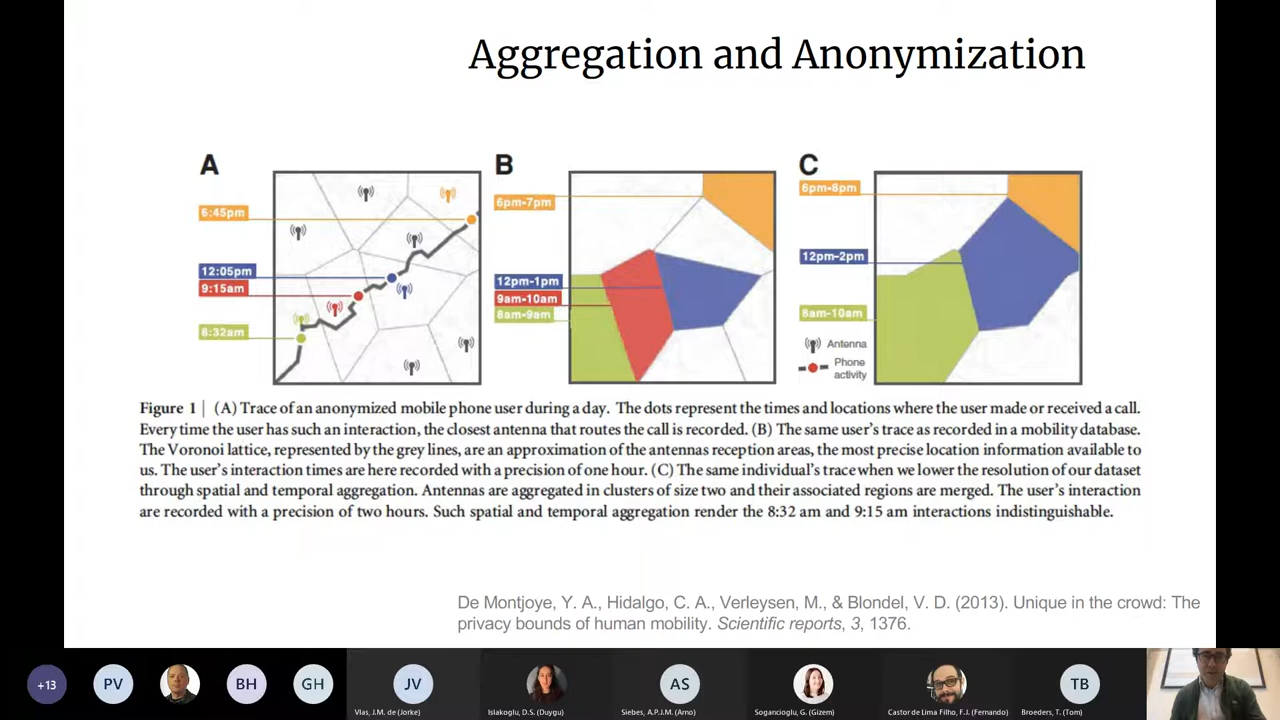 Aggregation and Anonymization
A
B
C
6:45pm
12:05pm
9:15am
8:32am
6pm-7pm
12pm-1pm
9am-10am
8am-9am
6pm-8pm
12pm-2pm
8am-10am
Antenna
Phone
activity
Figure 1 | (A) Trace of an anonymized mobile phone user during a day. The dots represent the times and locations where the user made or received a call.
Every time the user has such an interaction, the closest antenna that routes the call is recorded. (B) The same user's trace as recorded in a mobility database.
The Voronoi lattice, represented by the grey lines, are an approximation of the antennas reception areas, the most precise location information available to
us. The user's interaction times are here recorded with a precision of one hour. (C) The same individual's trace when we lower the resolution of our dataset
through spatial and temporal aggregation. Antennas are aggregated in clusters of size two and their associated regions are merged. The user's interaction
are recorded with a precision of two hours. Such spatial and temporal aggregation render the 8:32 am and 9:15 am interactions indistinguishable.
De Montjoye, Y. A., Hidalgo, C. A., Verleysen, M., & Blondel, V. D. (2013). Unique in the crowd: The
privacy bounds of human mobility. Scientific reports, 3, 1376.
+13
PV
BH
GH
JV
AS
TB
Vlas, J.M. de (Jorke)
Islakoglu, D.S. (Duygu)
Siebes, A.P.J.M. (Arno)
Sogancioglu, G. (Gizem)
Castor de Lima Filho, F.J. (Fernando)
Broeders, T. (Tom)